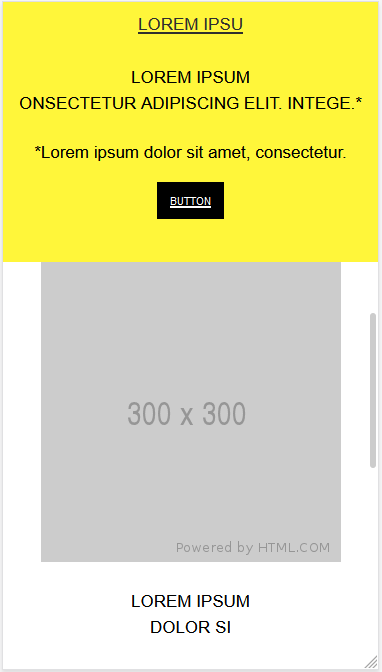 LOREM IPSU
LOREM IPSUM
ONSECTETUR ADIPISCING ELIT. INTEGE.*
*Lorem ipsum dolor sit amet, consectetur.
BUTTON
300 x 300
Powered by HTML.COM
LOREM IPSUM
DOLOR SI